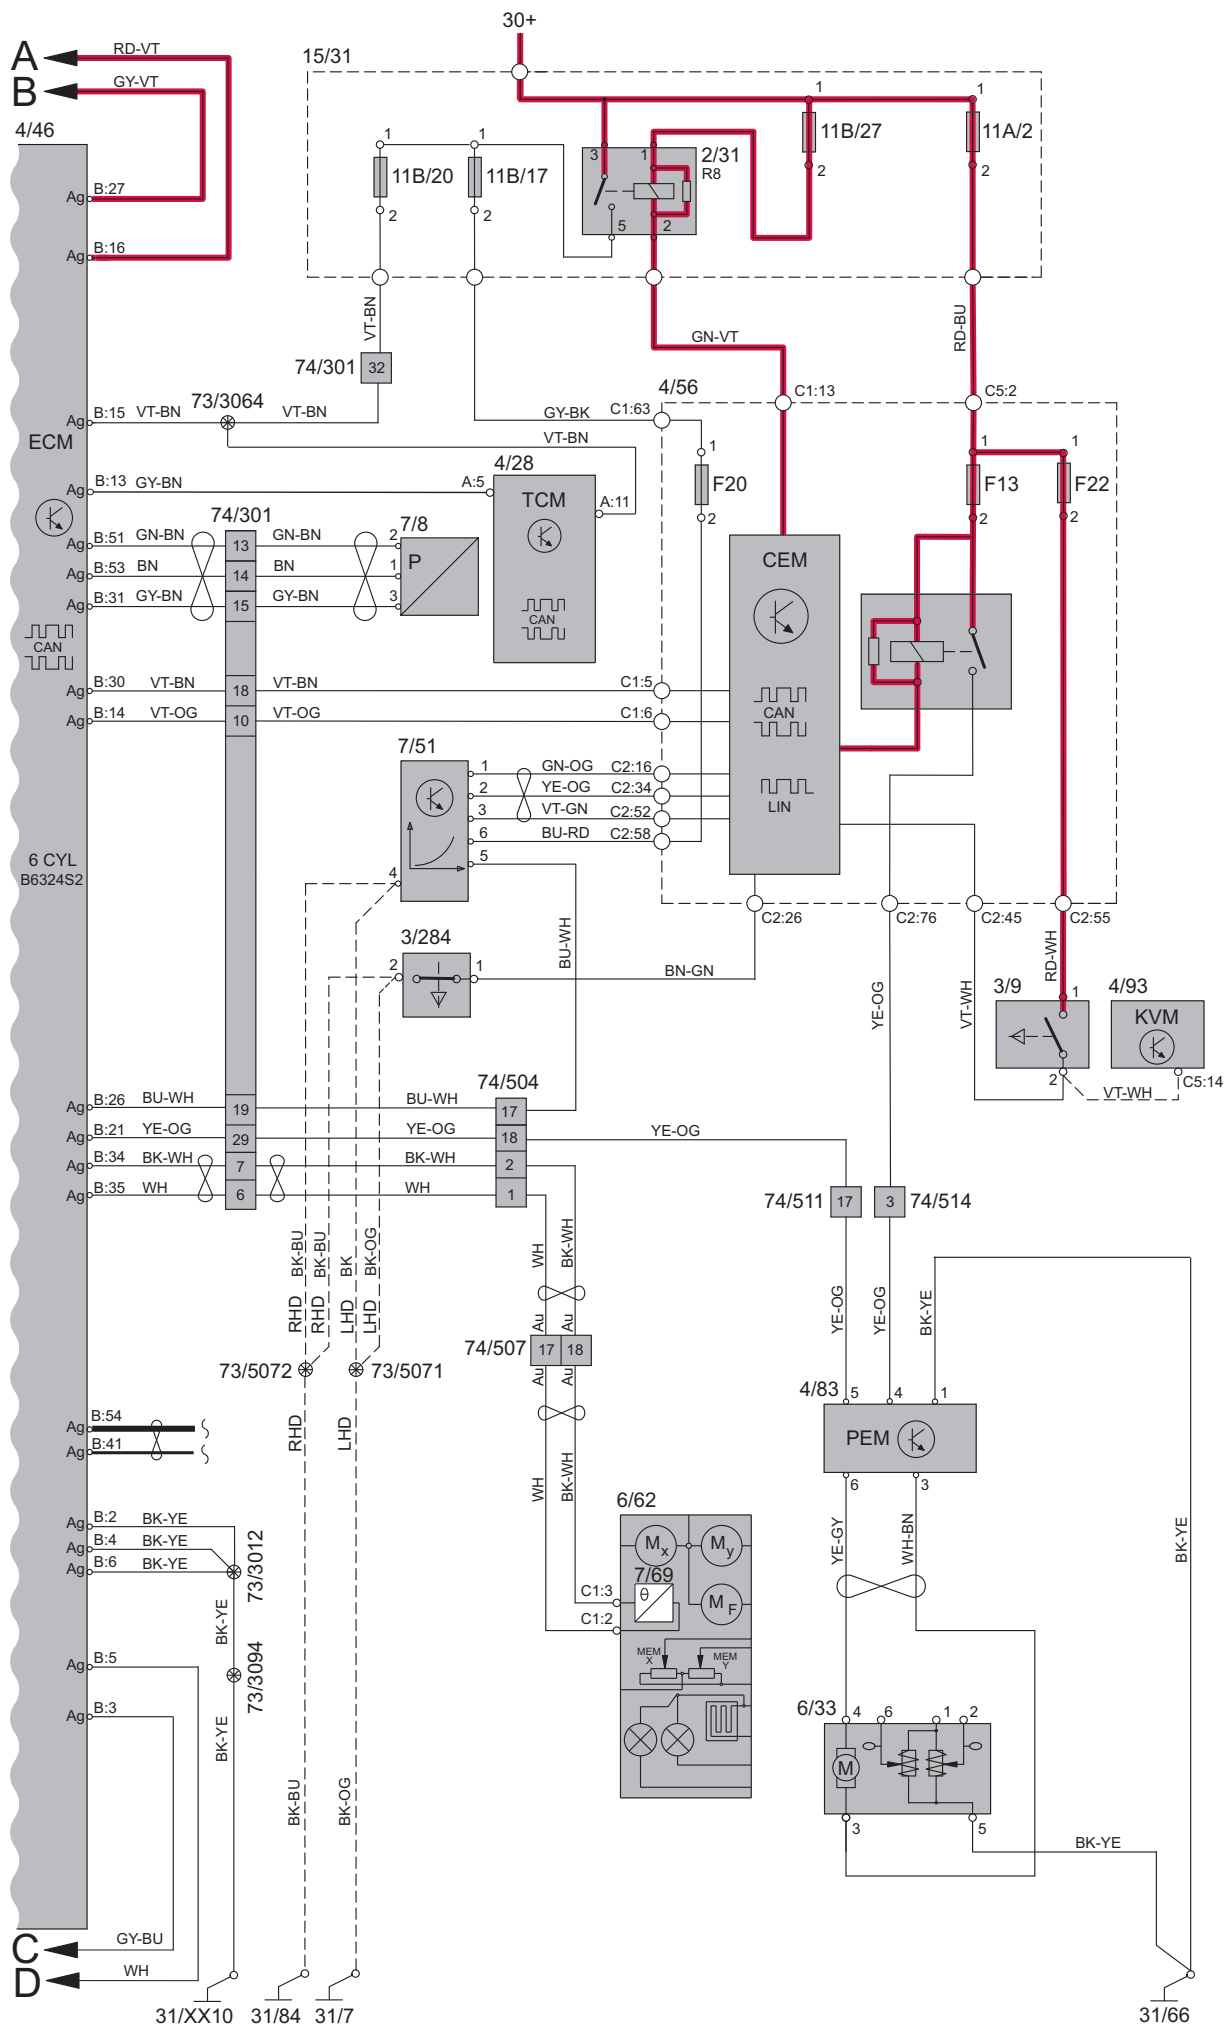 30+
A
RD-VT
15/31
B
GY-VT
4/46
1
1
1
1
11B/20
11B/17
3
1
2/31
R8
11B/27
11A/2
Ag
B:27
2
2
5
2
2
2
Ag
B:16
VT-BN
GN-VT
RD-BU
74/301
32
73/3064
4/56
C1:13
C5:2
Ag
B:15
VT-BN
VT-BN
GY-BK
C1:63
ECM
VT-BN
1
1
1
4/28
Ag
B:13
GY-BN
A:5
TCM
A:11
F20
F13
F22
74/301
7/8
2
2
2
Ag
B:51
GN-BN
13
GN-BN
2
P
CEM
Ag
B:53
BN
14
BN
1
Ag
B:31
GY-BN
15
GY-BN
3
CAN
CAN
Ag
B:30
VT-BN
18
VT-BN
C1:5
Ag
B:14
VT-OG
10
VT-OG
C1:6
CAN
7/51
1
GN-OG
C2:16
2
YE-OG
C2:34
3
VT-GN
C2:52
LIN
6
BU-RD
C2:58
5
4
6 CYL
B6324S2
C2:26
C2:76
C2:45
C2:55
3/284
BU-WH
2
1
BN-GN
YE-OG
VT-WH
RD-WH
3/9
1
4/93
KVM
2
C5:14
VT-WH
74/504
Ag
B:26
BU-WH
19
BU-WH
17
Ag
B:21
YE-OG
29
YE-OG
18
YE-OG
Ag
B:34
BK-WH
7
BK-WH
2
Ag
B:35
WH
6
WH
1
74/511
17
3
74/514
RHD
BK-BU
RHD
BK-BU
LHD
BK
LHD
BK-OG
WH
BK-WH
YE-OG
YE-OG
BK-YE
Au
Au
74/507
17
18
Au
Au
73/5072
73/5071
4/83
5
4
1
PEM
6
3
Ag
B:54
Ag
B:41
RHD
LHD
WH
BK-WH
6/62
Ag
B:2
BK-YE
Ag
B:4
BK-YE
Ag
B:6
BK-YE
73/3012
Mx
My
7/69
θ
C1:3
C1:2
MF
YE-GY
WH-BN
BK-YE
BK-YE
Ag
B:5
73/3094
MEM
X
MEM
Y
Ag
B:3
6/33
4
6
1
2
BK-YE
M
BK-BU
BK-OG
3
5
BK-YE
C
GY-BU
D
WH
31/XX10
31/84
31/7
31/66